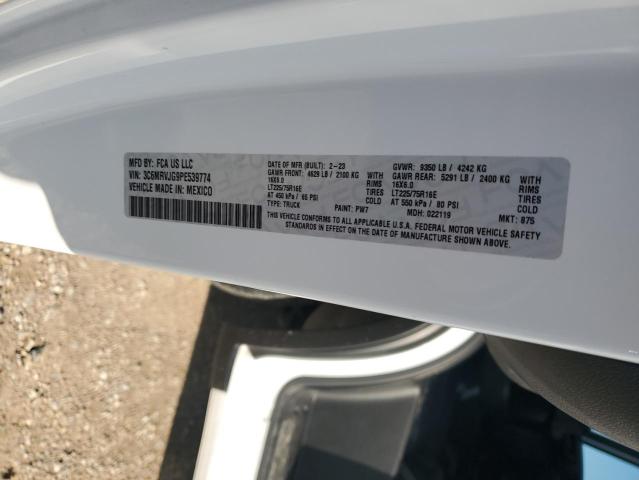 MFD BY: FCA US LLC
VIN: 3C6MRVJG9PE539774
VEHICLE MADE IN MEXICO
DATE OF MFR (BUILT): 2-23
GAWR FRONT: 4629 LB / 2100 KG WITH
16X6.0 RIMS
LT225/75R16E TIRES
AT 450 kPa / 65 PSI COLD
TYPE: TRUCK PAINT: PW7
GVWR: 9350 LB / 4242 KG
GAWR REAR: 5291 LB / 2400 KG WITH
16X6.0 RIMS
LT225/75R16E TIRES
AT 550 kPa / 80 PSI COLD
MDH: 022119 MKT: 875
THIS VEHICLE CONFORMS TO ALL APPLICABLE U.S.A. FEDERAL MOTOR VEHICLE SAFETY
STANDARDS IN EFFECT ON THE DATE OF MANUFACTURE SHOWN ABOVE.